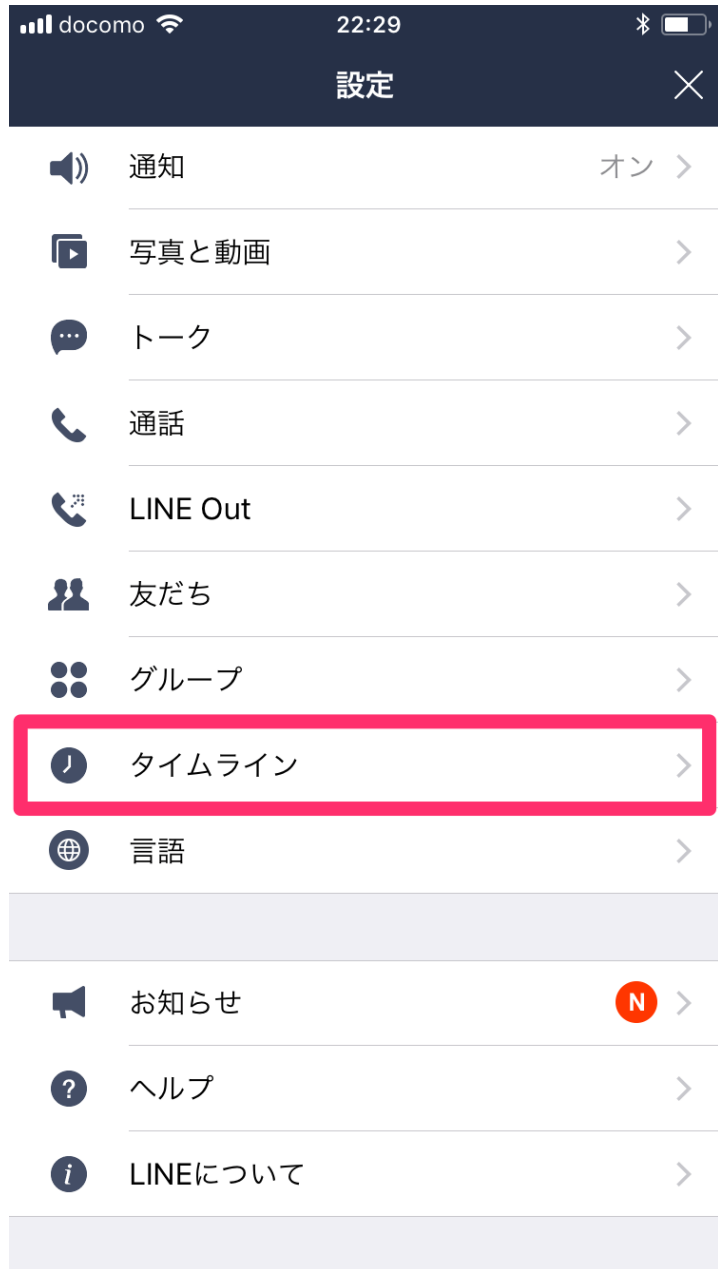 docomo 22:29
設定
通知 オン
写真と動画
トーク
通話
LINE Out
友だち
グループ
タイムライン
言語
お知らせ N
ヘルプ
LINEについて